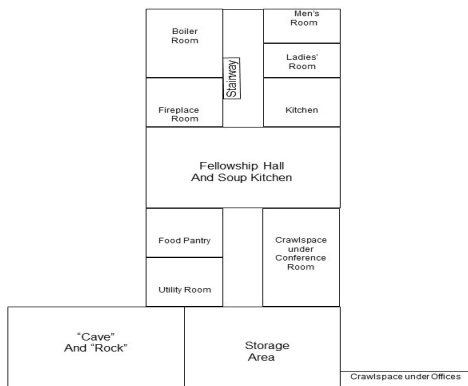 Boiler
Room
Men's
Room
Ladies'
Room
Stairway
Fireplace
Room
Kitchen
Fellowship Hall
And Soup Kitchen
Food Pantry
Crawlspace
under
Conference
Room
Utility Room
"Cave"
And "Rock"
Storage
Area
Crawlspace under Offices